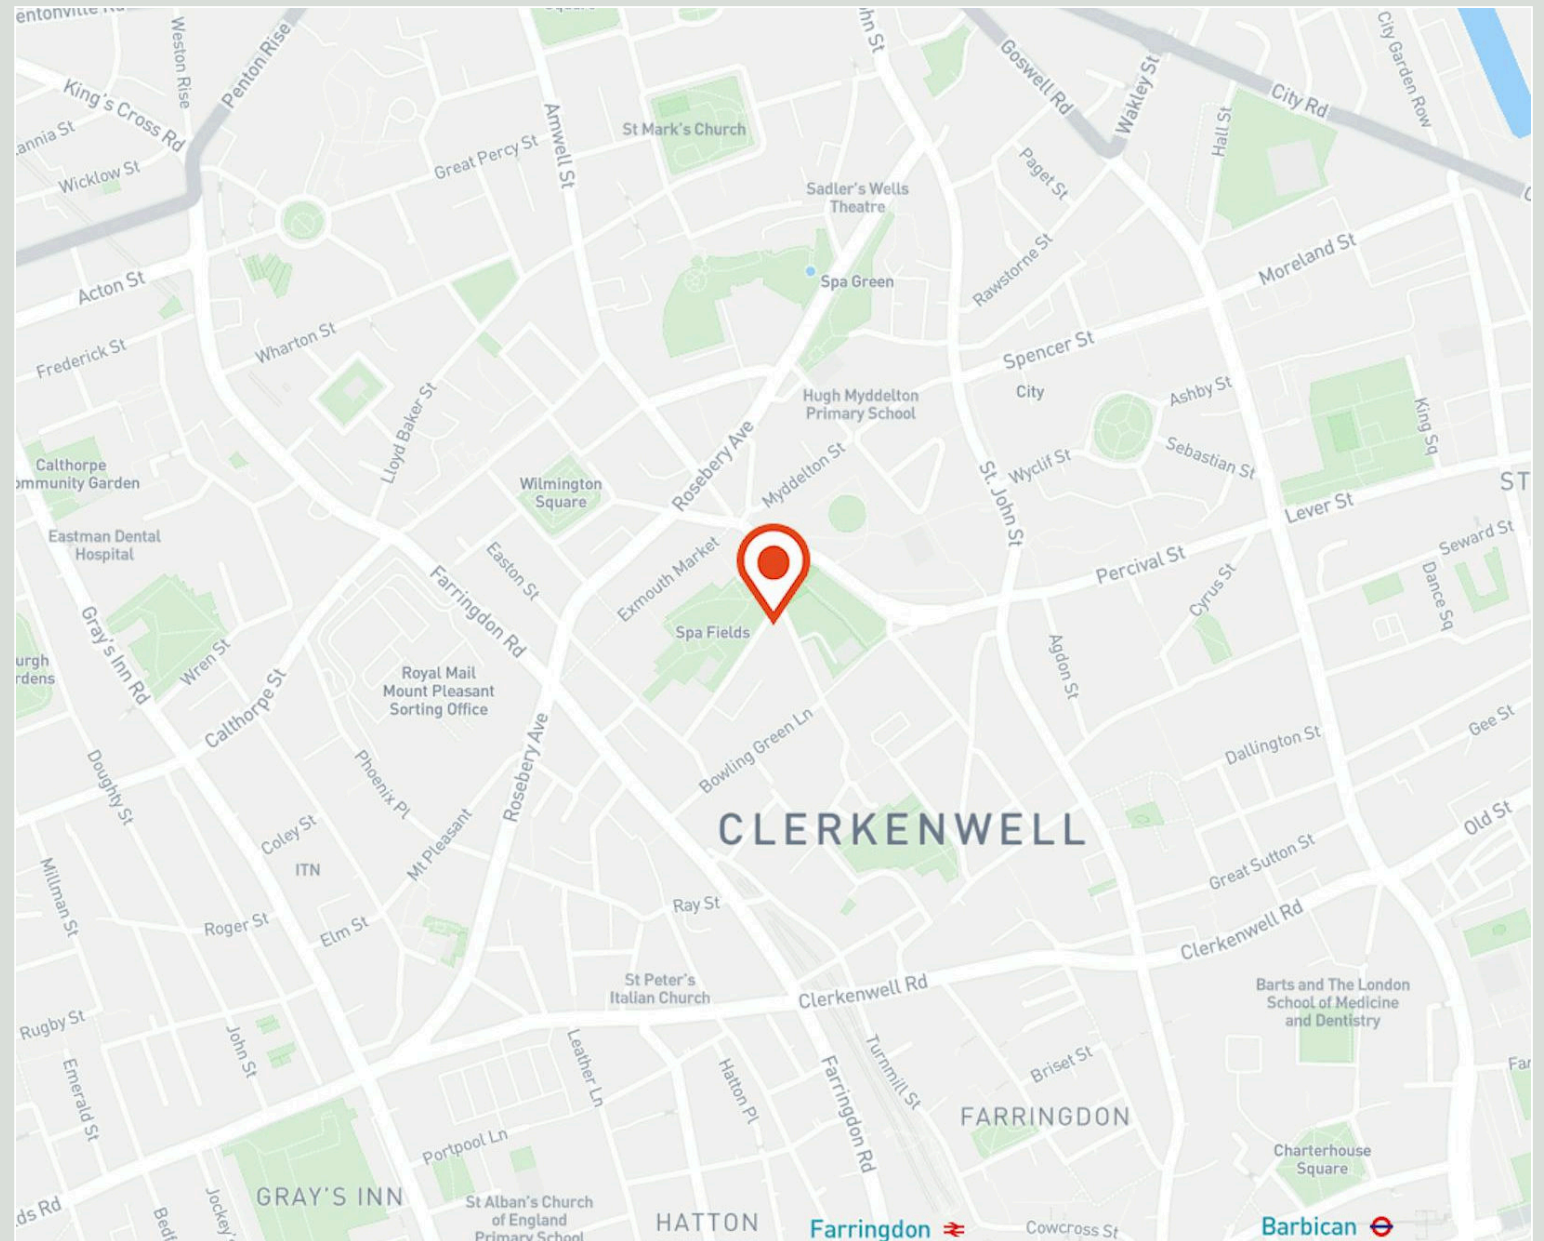 Weston Rise
Penton Rise
King's Cross Rd
Wicklow St
Great Percy St
Amwell St
St Mark's Church
Goswell Rd
Wakley St
City Rd
City Garden Row
Hall St
Paget St
Sadler's Wells
Theatre
Spa Green
Rawstorne St
Moreland St
Acton St
Frederick St
Wharton St
Lloyd Baker St
Spencer St
City
Ashby St
Hugh Myddelton
Primary School
Rosebery Ave
Myddelton St
Wyclif St
Sebastian St
King Sq
St. John St
Lever St
ST
Calthorpe
Community Garden
Eastman Dental
Hospital
Wilmington
Square
Easton St
Exmouth Market
Percival St
Seward St
Dance Sq
Cyrus St
Gray's Inn Rd
Wren St
Farringdon Rd
Spa Fields
Agdon St
Royal Mail
Mount Pleasant
Sorting Office
Calthorpe St
Rosebery Ave
Bowling Green Ln
Dallington St
Gee St
Doughty St
Phoenix Pl
Mt Pleasant
CLERKENWELL
Old St
Coley St
ITN
Millman St
Great Sutton St
Roger St
Elm St
Ray St
Clerkenwell Rd
St Peter's
Italian Church
Clerkenwell Rd
Barts and The London
School of Medicine
and Dentistry
Rugby St
John St
Emerald St
Leather Ln
Hatton Pl
Farringdon Rd
Turnmill St
Briset St
FARRINGDON
Portpool Ln
Charterhouse
Square
GRAY'S INN
St Alban's Church
of England
Primary School
HATTON
Farringdon
Cowcross St
Barbican